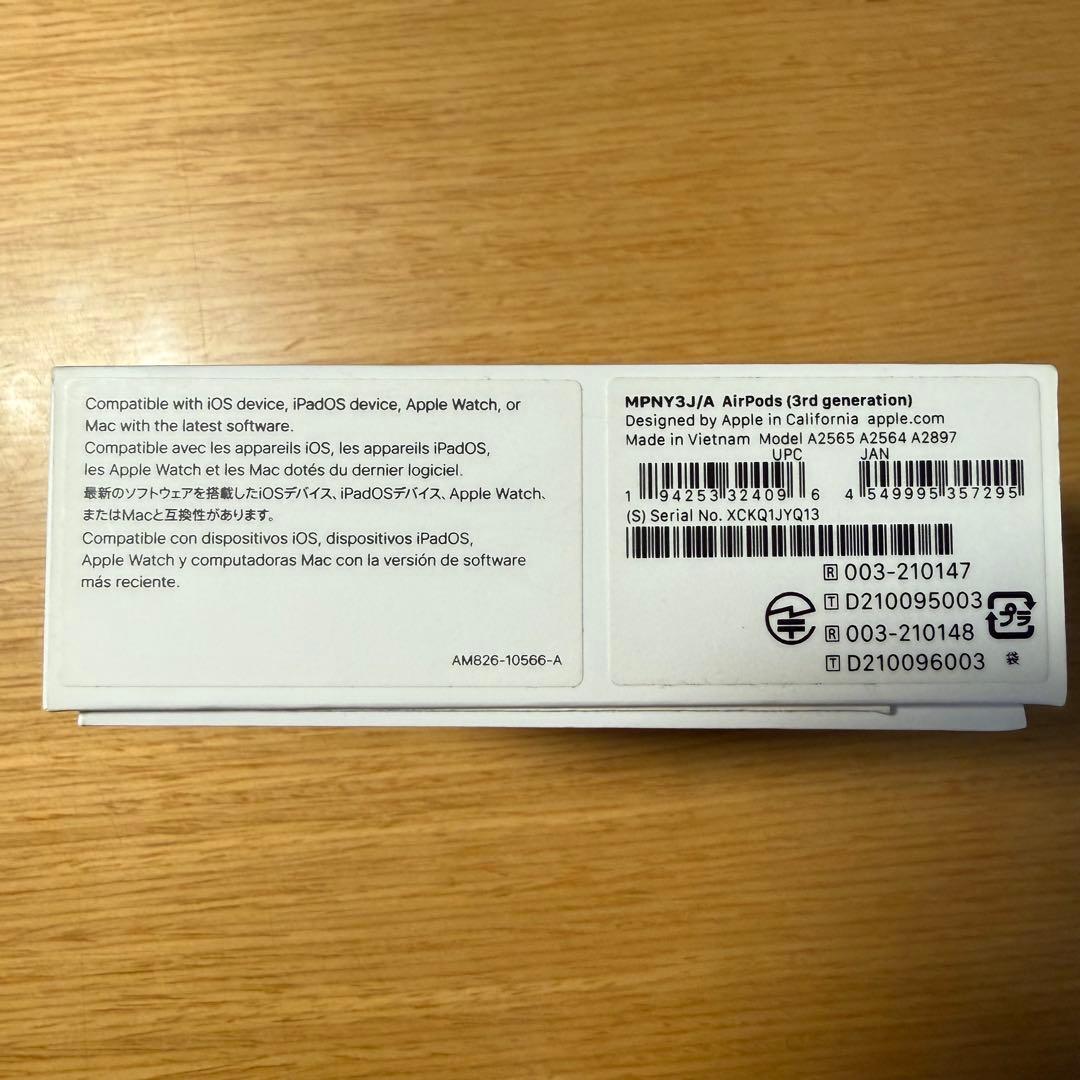 Compatible with iOS device, iPadOS device, Apple Watch, or
Mac with the latest software.
Compatible avec les appareils iOS, les appareils iPadOS,
les Apple Watch et les Mac dotés du dernier logiciel.
最新のソフトウェアを搭載したiOSデバイス、iPadOSデバイス、Apple Watch、
またはMacと互換性があります。
Compatible con dispositivos iOS, dispositivos iPadOS,
Apple Watch y computadoras Mac con la versión de software
más reciente.
AM826-10566-A
MPNY3J/A AirPods (3rd generation)
Designed by Apple in California apple.com
Made in Vietnam Model A2565 A2564 A2897
UPC JAN
1 94253 32409 6 4 549995 357295
(S) Serial No. XCKQ1JYQ13
R 003-210147
T D210095003
R 003-210148
T D210096003
プラ
袋